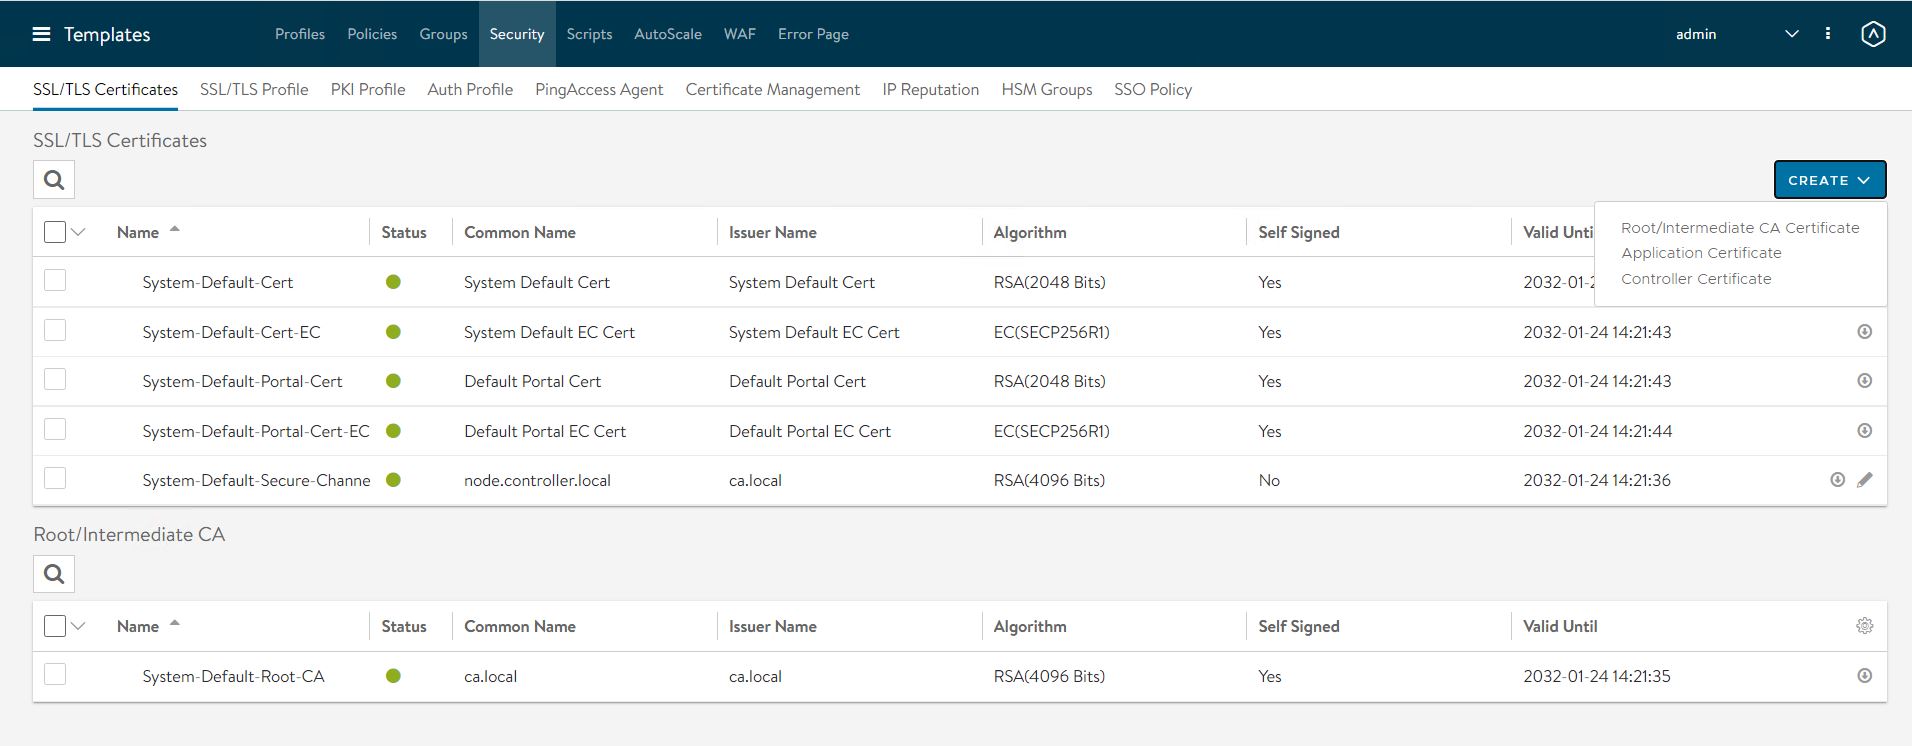 Templates Profiles Policies Groups Security Scripts AutoScale WAF Error Page admin
SSL/TLS Certificates SSL/TLS Profile PKI Profile Auth Profile PingAccess Agent Certificate Management IP Reputation HSM Groups SSO Policy
SSL/TLS Certificates
CREATE
Root/Intermediate CA Certificate
Application Certificate
Controller Certificate
Name Status Common Name Issuer Name Algorithm Self Signed Valid Unti
System-Default-Cert System Default Cert System Default Cert RSA(2048 Bits) Yes 2032-01-2
System-Default-Cert-EC System Default EC Cert System Default EC Cert EC(SECP256R1) Yes 2032-01-24 14:21:43
System-Default-Portal-Cert Default Portal Cert Default Portal Cert RSA(2048 Bits) Yes 2032-01-24 14:21:43
System-Default-Portal-Cert-EC Default Portal EC Cert Default Portal EC Cert EC(SECP256R1) Yes 2032-01-24 14:21:44
System-Default-Secure-Channe node.controller.local ca.local RSA(4096 Bits) No 2032-01-24 14:21:36
Root/Intermediate CA
Name Status Common Name Issuer Name Algorithm Self Signed Valid Until
System-Default-Root-CA ca.local ca.local RSA(4096 Bits) Yes 2032-01-24 14:21:35